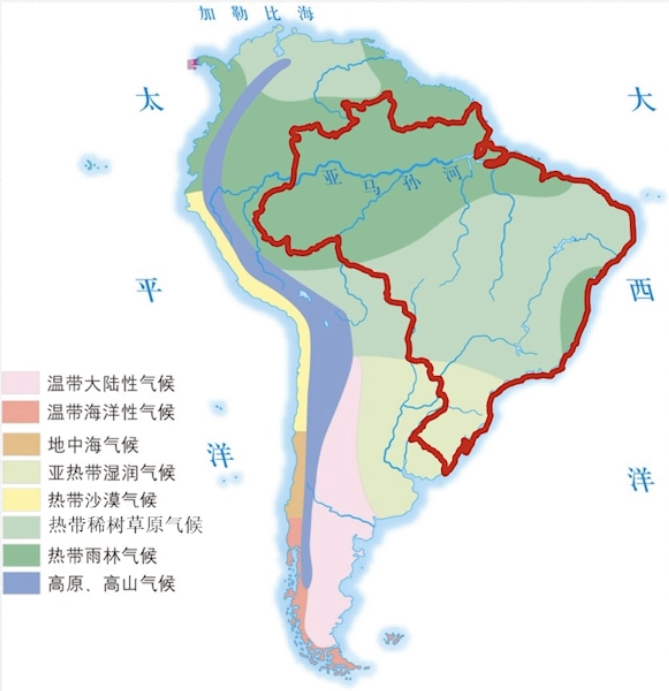 加勒比海
太
大
亚马孙河
平
西
温带大陆性气候
温带海洋性气候
地中海气候
洋
亚热带湿润气候
洋
热带沙漠气候
热带稀树草原气候
热带雨林气候
高原、高山气候